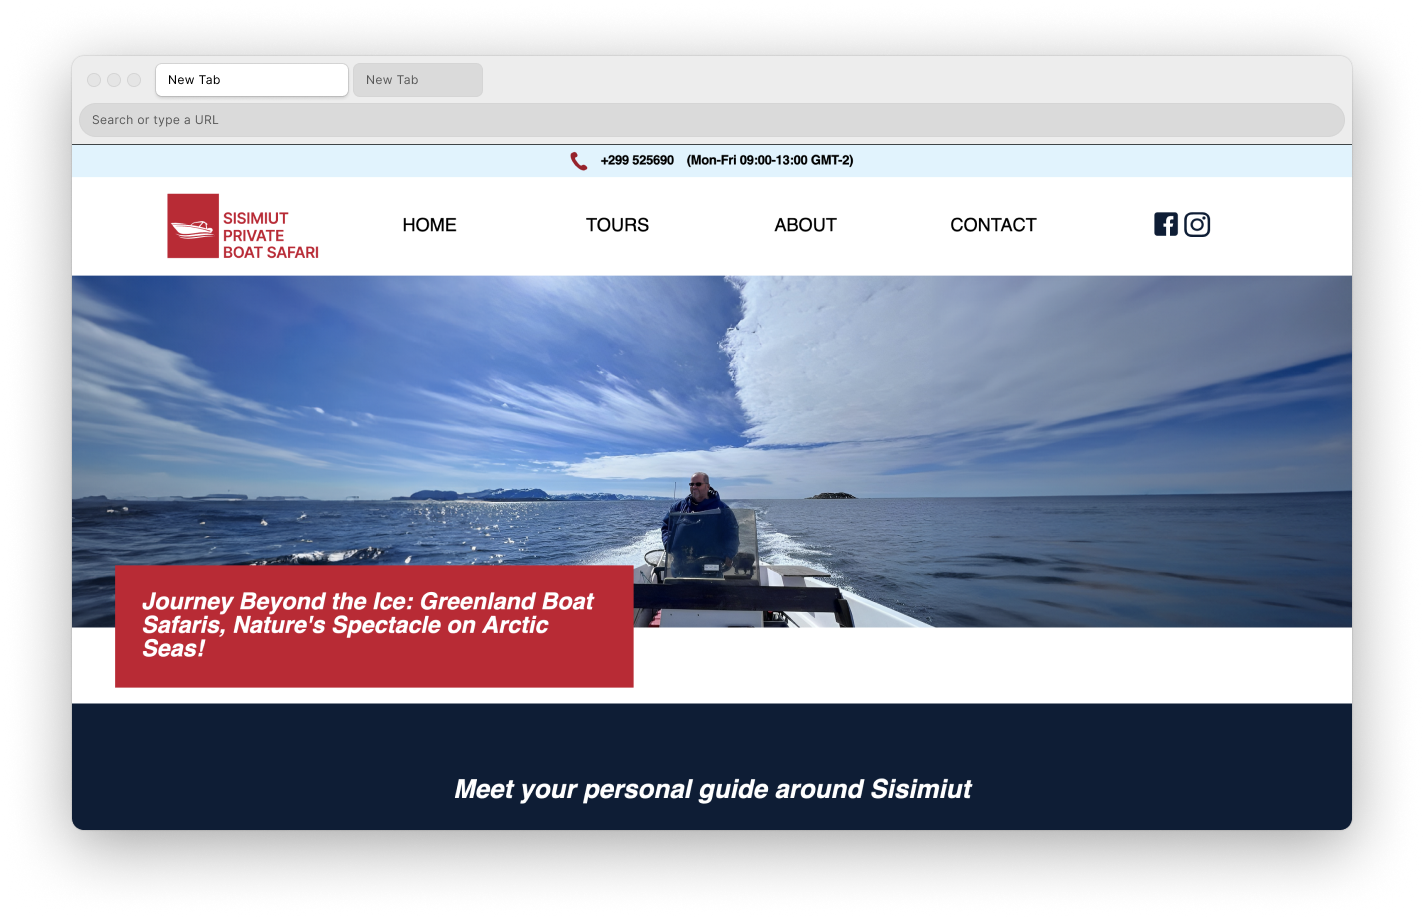 New Tab
New Tab
Search or type a URL
+299 525690 (Mon-Fri 09:00-13:00 GMT-2)
SISIMIUT
PRIVATE
BOAT SAFARI
HOME
TOURS
ABOUT
CONTACT
Journey Beyond the Ice: Greenland Boat
Safaris, Nature's Spectacle on Arctic
Seas!
Meet your personal guide around Sisimiut